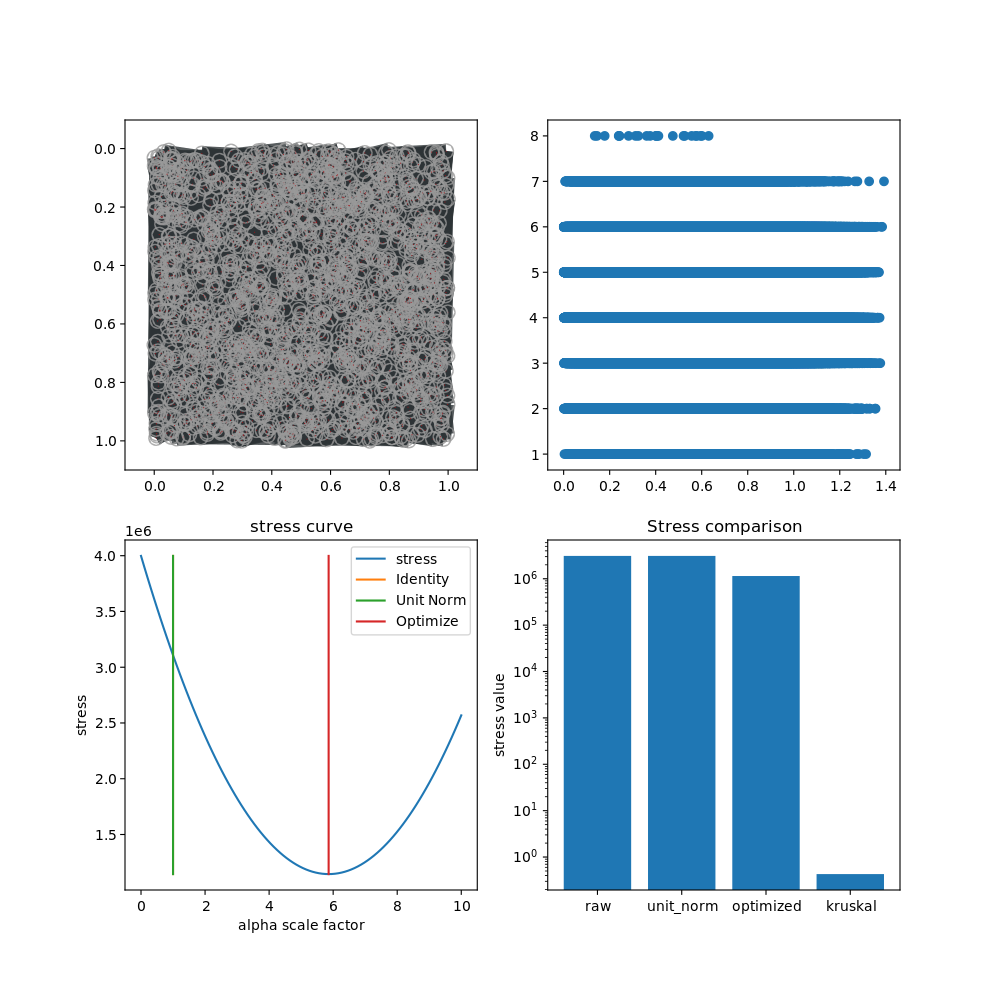 0.0
0.2
0.4
0.6
0.8
1.0
0.0 0.2 0.4 0.6 0.8 1.0
8
7
6
5
4
3
2
1
0.0 0.2 0.4 0.6 0.8 1.0 1.2 1.4
stress curve
1e6
4.0
3.5
3.0
2.5
2.0
1.5
stress
stress
Identity
Unit Norm
Optimize
0 2 4 6 8 10
alpha scale factor
Stress comparison
10^6
10^5
10^4
10^3
10^2
10^1
10^0
stress value
raw unit_norm optimized kruskal